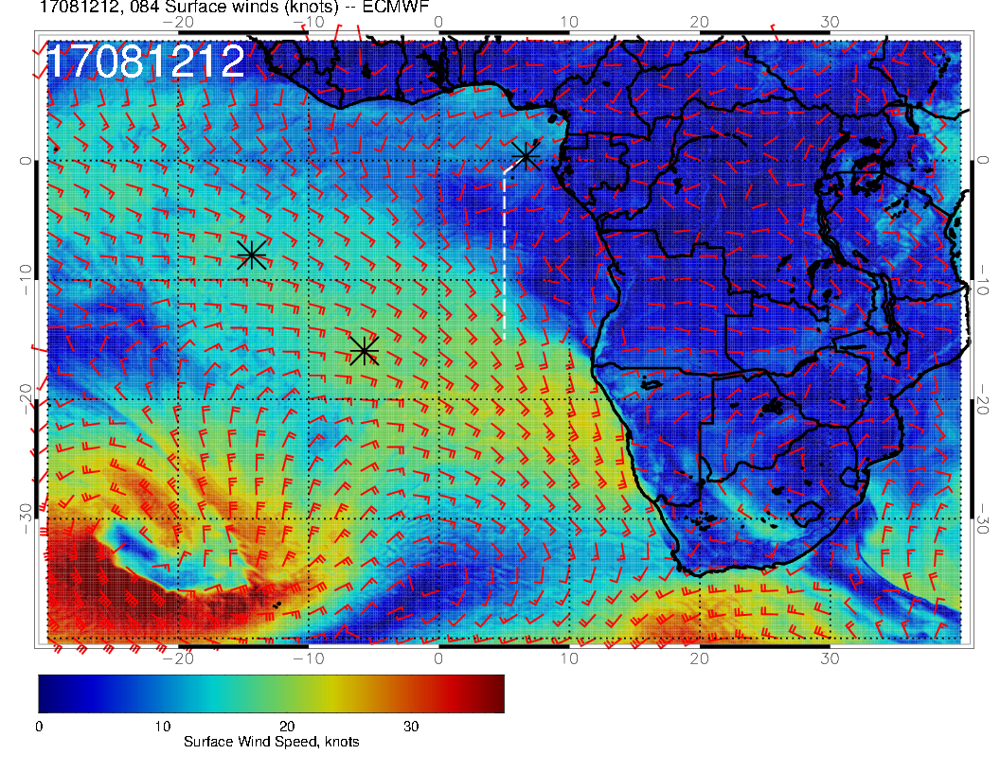 17081212, 084 Surface winds (knots) -- ECMWF
−20 −10 0 10 20 30
17081212
0 0
−10 −10
−20 −20
−30 −30
−20 −10 0 10 20 30
0 10 20 30
Surface Wind Speed, knots